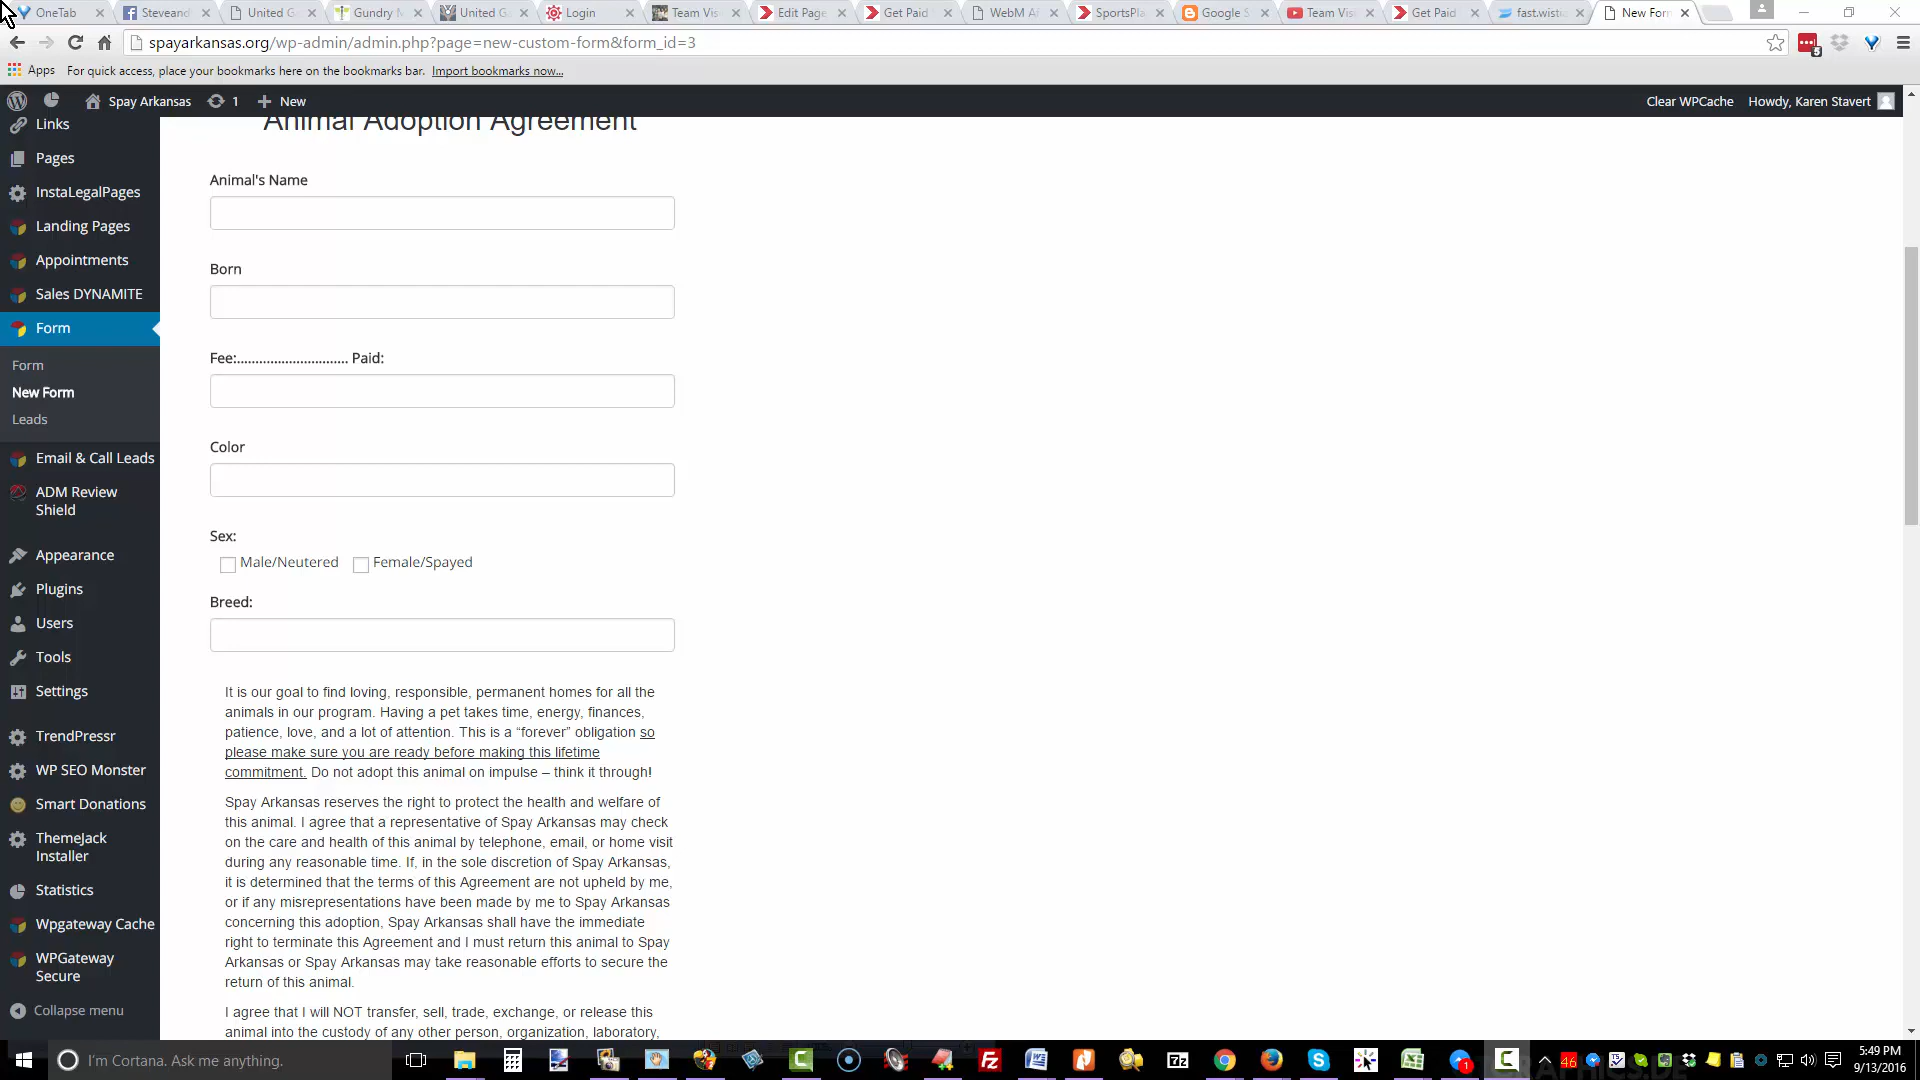 OneTab
Steveand
United G
Gundry M
United G
Login
Team Vis
Edit Page
Get Paid
WebM A
SportsPla
Google S
Team Vis
Get Paid
fast.wist
New Form
spayarkansas.org/wp-admin/admin.php?page=new-custom-form&form_id=3
Apps For quick access, place your bookmarks here on the bookmarks bar. Import bookmarks now...
Spay Arkansas 1 New Clear WPCache Howdy, Karen Stavert
Links
Pages
InstaLegalPages
Landing Pages
Appointments
Sales DYNAMITE
Form
Form
New Form
Leads
Email & Call Leads
ADM Review
Shield
Appearance
Plugins
Users
Tools
Settings
TrendPressr
WP SEO Monster
Smart Donations
ThemeJack
Installer
Statistics
Wpgateway Cache
WPGateway
Secure
Collapse menu
Animal Adoption Agreement
Animal's Name
Born
Fee:.............................. Paid:
Color
Sex:
Male/Neutered Female/Spayed
Breed:
It is our goal to find loving, responsible, permanent homes for all the
animals in our program. Having a pet takes time, energy, finances,
patience, love, and a lot of attention. This is a “forever” obligation so
please make sure you are ready before making this lifetime
commitment. Do not adopt this animal on impulse – think it through!
Spay Arkansas reserves the right to protect the health and welfare of
this animal. I agree that a representative of Spay Arkansas may check
on the care and health of this animal by telephone, email, or home visit
during any reasonable time. If, in the sole discretion of Spay Arkansas,
it is determined that the terms of this Agreement are not upheld by me,
or if any misrepresentations have been made by me to Spay Arkansas
concerning this adoption, Spay Arkansas shall have the immediate
right to terminate this Agreement and I must return this animal to Spay
Arkansas or Spay Arkansas may take reasonable efforts to secure the
return of this animal.
I agree that I will NOT transfer, sell, trade, exchange, or release this
animal into the custody of any other person, organization, laboratory,
I'm Cortana. Ask me anything.
46
1
5:49 PM
9/13/2016